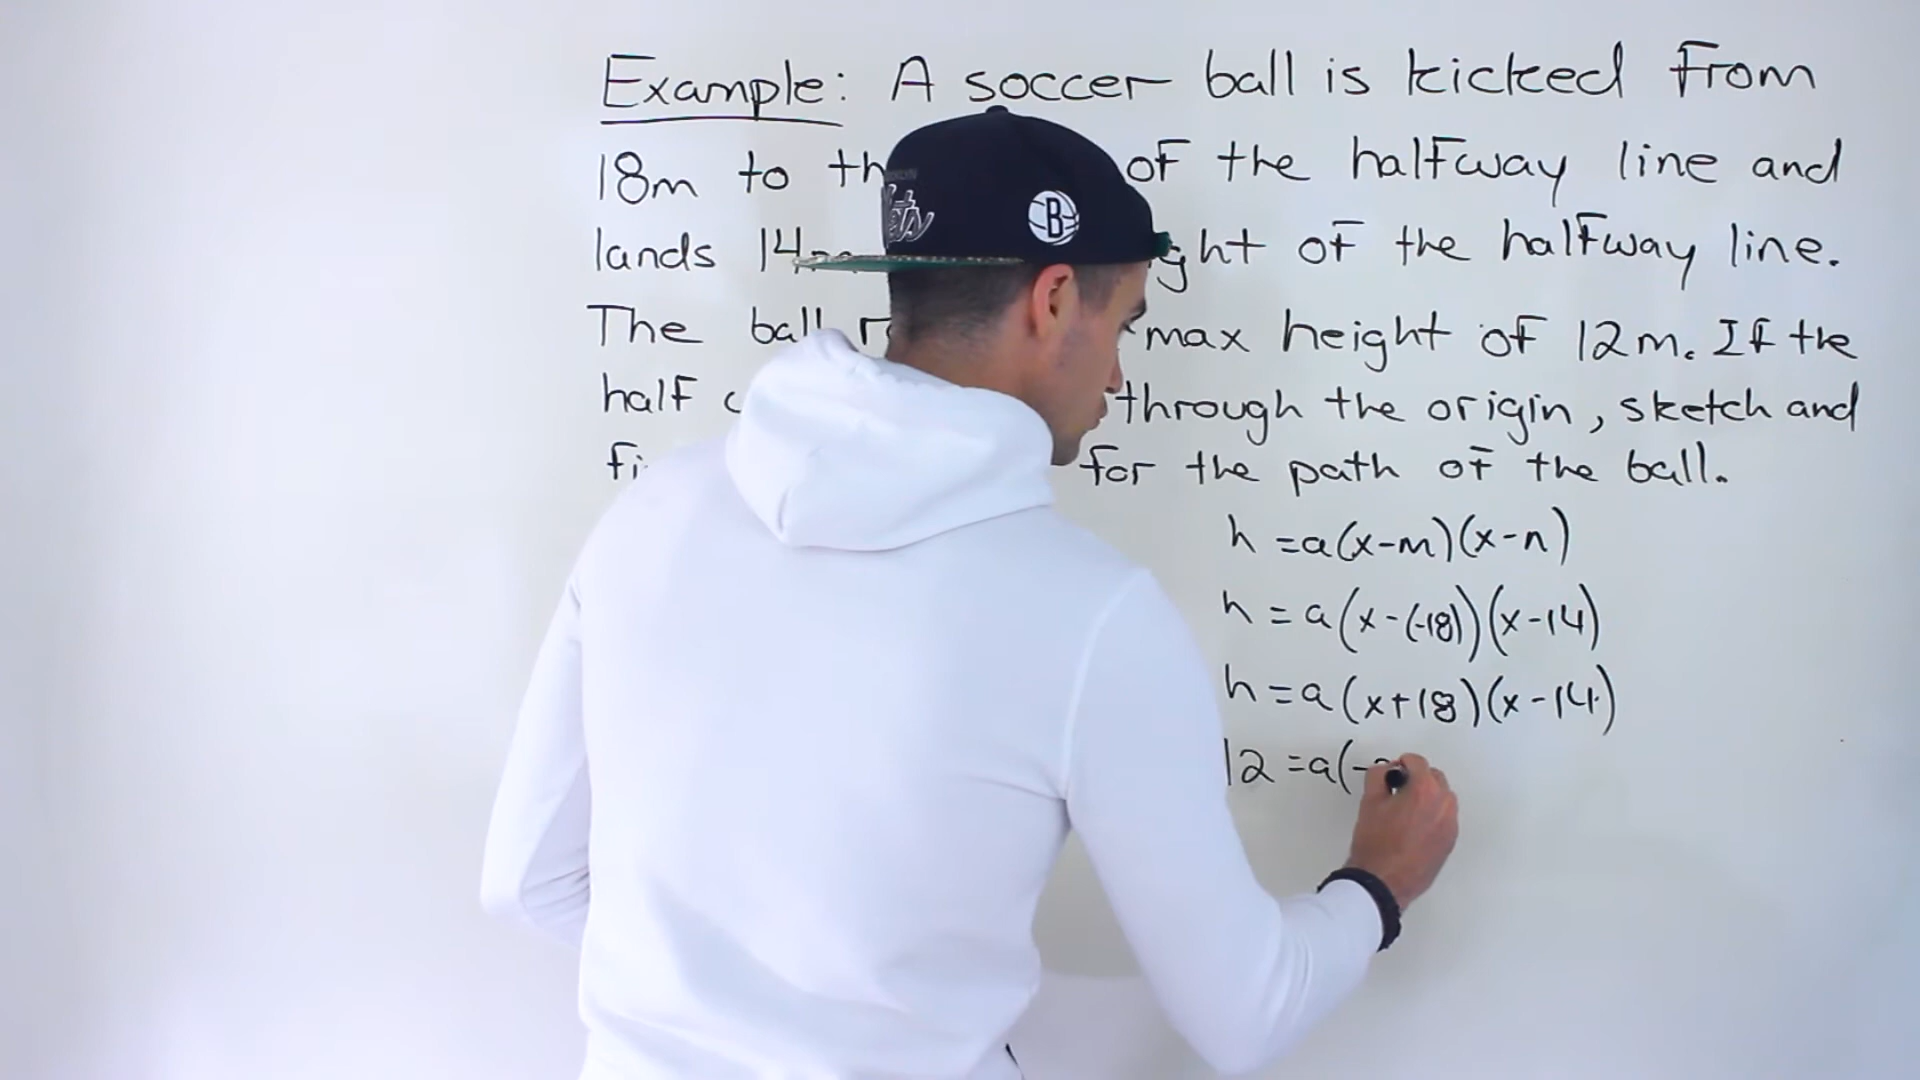 Example: A soccer ball is kicked from
18m to th of the halfway line and
lands 14m ght of the halfway line.
The ball r max height of 12m. If the
half c through the origin, sketch and
fi for the path of the ball.
h = a(x-m)(x-n)
h = a(x-(-18))(x-14)
h = a(x+18)(x-14)
12 = a(-
B